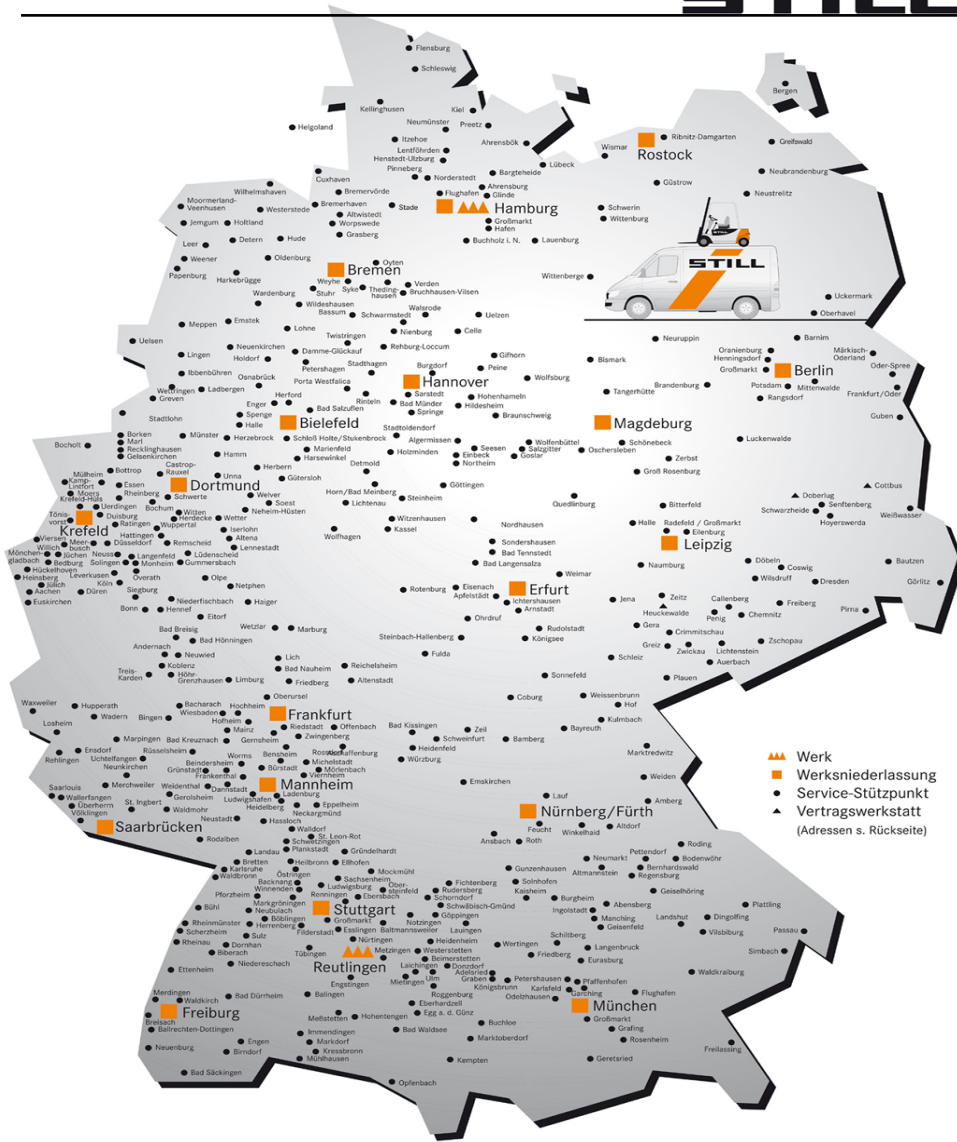 STILL
Flensburg
Schleswig
Bergen
Kellinghusen
Kiel
Neumünster
Preetz
Helgoland
Itzehoe
Ahrensbök
Ribnitz-Damgarten
Greifswald
Wismar
Rostock
Lentföhrden
Henstedt-Ulzburg
Pinneberg
Norderstedt
Bargteheide
Lübeck
Neubrandenburg
Cuxhaven
Wilhelmshaven
Bremervörde
Flughafen
Ahrensburg
Glinde
Güstrow
Neustrelitz
Moormerland-
Veenhusen
Westerstede
Bremerhaven
Stade
Hamburg
Schwerin
Wittenburg
Jemgum
Holtland
Altwistedt
Worpswede
Grasberg
Großmarkt
Hafen
Buchholz i. N.
Lauenburg
Leer
Detern
Hude
STILL
Weener
Oldenburg
Bremen
Oyten
STILL
Papenburg
Harkebrügge
Weyhe
Stuhr
Syke
Theding-
hausen
Verden
Bruchhausen-Vilsen
Wittenberge
Wardenburg
Wildeshausen
Bassum
Schwarmstedt
Walsrode
Uelzen
Uckermark
Oberhavel
Meppen
Emstek
Lohne
Twistringen
Nienburg
Celle
Uelsen
Neuenkirchen
Damme-Glückauf
Rehburg-Loccum
Neuruppin
Barnim
Lingen
Holdorf
Petershagen
Stadthagen
Burgdorf
Gifhorn
Peine
Bismark
Oranienburg
Henningsdorf
Großmarkt
Märkisch-
Oderland
Oder-Spree
Ibbenbühren
Osnabrück
Porta Westfalica
Hannover
Wolfsburg
Berlin
Wettringen
Greven
Ladbergen
Herford
Rinteln
Sarstedt
Bad Münder
Springe
Hohenhameln
Hildesheim
Tangerhütte
Brandenburg
Potsdam
Mittenwalde
Rangsdorf
Frankfurt/Oder
Stadtlohn
Enger
Spenge
Halle
Bad Salzuflen
Bielefeld
Braunschweig
Magdeburg
Guben
Bocholt
Borken
Marl
Recklinghausen
Gelsenkirchen
Münster
Herzebrock
Schloß Holte/Stukenbrock
Stadtoldendorf
Algermissen
Wolfenbüttel
Salzgitter
Goslar
Seesen
Einbeck
Northeim
Oschersleben
Schönebeck
Luckenwalde
Hamm
Marienfeld
Harsewinkel
Holzminden
Zerbst
Mülheim
Kamp-
Lintfort
Moers
Bottrop
Castrop-
Rauxel
Unna
Herbern
Gütersloh
Detmold
Groß Rosenburg
Essen
Dortmund
Göttingen
Cottbus
Krefeld-Hüls
Rheinberg
Schwerte
Welver
Soest
Neheim-Hüsten
Horn/Bad Meinberg
Lichtenau
Steinheim
Quedlinburg
Bitterfeld
Doberlug
Senftenberg
Schwarzheide
Hoyerswerda
Weißwasser
Tönis-
vorst
Krefeld
Uerdingen
Duisburg
Bochum
Witten
Herdecke
Wetter
Iserlohn
Altena
Lennestadt
Witzenhausen
Kassel
Wolfhagen
Nordhausen
Halle
Radefeld / Großmarkt
Eilenburg
Leipzig
Viersen
Willich
Meer-
busch
Ratingen
Wuppertal
Hattingen
Düsseldorf
Remscheid
Sondershausen
Bad Tennstedt
Bad Langensalza
Mönchen-
gladbach
Jüchen
Bedburg
Neuss
Solingen
Langenfeld
Monheim
Lüdenscheid
Gummersbach
Naumburg
Döbeln
Coswig
Bautzen
Hückelhoven
Heinsberg
Jülich
Aachen
Euskirchen
Leverkusen
Köln
Düren
Overath
Siegburg
Olpe
Netphen
Weimar
Wilsdruff
Dresden
Görlitz
Rotenburg
Eisenach
Apfelstädt
Erfurt
Ichtershausen
Arnstadt
Jena
Zeitz
Heuckewalde
Callenberg
Penig
Chemnitz
Freiberg
Pirna
Bonn
Hennef
Niederfischbach
Haiger
Eitorf
Ohrdruf
Rudolstadt
Königsee
Gera
Crimmitschau
Zschopau
Bad Breisig
Bad Hönningen
Wetzlar
Marburg
Steinbach-Hallenberg
Greiz
Zwickau
Lichtenstein
Auerbach
Andernach
Neuwied
Koblenz
Lich
Fulda
Schleiz
Treis-
Karden
Höhr-
Grenzhausen
Limburg
Bad Nauheim
Friedberg
Reichelsheim
Altenstadt
Sonnefeld
Plauen
Waxweiler
Hupperath
Wadern
Bacharach
Wiesbaden
Bingen
Hochheim
Hofheim
Oberursel
Frankfurt
Coburg
Weissenbrunn
Hof
Losheim
Mainz
Riedstadt
Offenbach
Bad Kissingen
Zeil
Kulmbach
Bayreuth
Marpingen
Bad Kreuznach
Gernsheim
Zwingenberg
Schweinfurt
Bamberg
Rehlingen
Ensdorf
Uchtelfangen
Rüsselsheim
Worms
Bensheim
Aschaffenburg
Michelstadt
Heidenfeld
Würzburg
Marktredwitz
Neunkirchen
Beindersheim
Grünstadt
Bürstadt
Mörlenbach
Viernheim
Weiden
Werk
Saarlouis
Wallerfangen
Überherrn
Völklingen
Merchweiler
Weidenthal
Frankenthal
Dannstadt
Mannheim
Emskirchen
Werksniederlassung
St. Ingbert
Gerolsheim
Waldmohr
Ludwigshafen
Ladenburg
Heidelberg
Eppelheim
Neckargmünd
Lauf
Amberg
Service-Stützpunkt
Saarbrücken
Neustadt
Hassloch
Nürnberg/Fürth
Vertragswerkstatt
(Adressen s. Rückseite)
Rodalben
Walldorf
St. Leon-Rot
Schwetzingen
Plankstadt
Feucht
Winkelhaid
Altdorf
Ansbach
Roth
Landau
Gründelhardt
Roding
Bretten
Karlsruhe
Waldbronn
Heilbronn
Ellhofen
Mockmühl
Gunzenhausen
Neumarkt
Pettendorf
Bodenwöhr
Östringen
Backnang
Winnenden
Sachsenheim
Ludwigsburg
Ober-
stenfeld
Fichtenberg
Rudersberg
Solnhofen
Kaisheim
Altmannstein
Bernhardswald
Regensburg
Pforzheim
Markgröningen
Renningen
Ebersbach
Schorndorf
Schwäbisch-Gmünd
Burgheim
Geiselhöring
Bühl
Neubulach
Böblingen
Herrenberg
Stuttgart
Göppingen
Ingolstadt
Abensberg
Manching
Geisenfeld
Landshut
Plattling
Dingolfing
Rheinmünster
Scherzheim
Sulz
Großmarkt
Filderstadt
Esslingen
Notzingen
Baltmannsweiler
Lauingen
Vilsbiburg
Passau
Rheinau
Dornhan
Biberach
Nürtingen
Tübingen
Metzingen
Heidenheim
Westerstetten
Beimerstetten
Wertingen
Schiltberg
Langenbruck
Simbach
Ettenheim
Niedereschach
Reutlingen
Laichingen
Donzdorf
Adelsried
Graben
Friedberg
Eurasburg
Engstingen
Mietingen
Ulm
Königsbrunn
Petershausen
Pfaffenhofen
Waldkraiburg
Merdingen
Waldkirch
Bad Dürrheim
Balingen
Roggenburg
Odelzhausen
Karlsfeld
Garching
Flughafen
Breisach
Freiburg
Meßstetten
Hohentengen
Eberhardzell
Egg a. d. Günz
München
Ballrechten-Dottingen
Immendingen
Bad Waldsee
Buchloe
Großmarkt
Grafing
Neuenburg
Engen
Birndorf
Markdorf
Kressbronn
Mühlhausen
Marktoberdorf
Rosenheim
Freilassing
Bad Säckingen
Kempten
Geretsried
Opfenbach